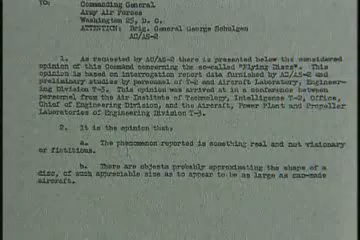 TO: Commanding General
Army Air Forces
Washington 25, D. C.
ATTENTION: Brig. General George Schulgen
AC/AS-2
1. As requested by AC/AS-2 there is presented below the considered
opinion of this Command concerning the so-called "Flying Discs". This
opinion is based on interrogation report data furnished by AC/AS-2 and
preliminary studies by personnel of T-2 and Aircraft Laboratory, Engineer-
ing Division T-3. This opinion was arrived at in a conference between
personnel from the Air Institute of Technology, Intelligence T-2, Office,
Chief of Engineering Division, and the Aircraft, Power Plant and Propeller
Laboratories of Engineering Division T-3.
2. It is the opinion that:
a. The phenomenon reported is something real and not visionary
or fictitious.
b. There are objects probably approximating the shape of a
disc, of such appreciable size as to appear to be as large as man-made
aircraft.